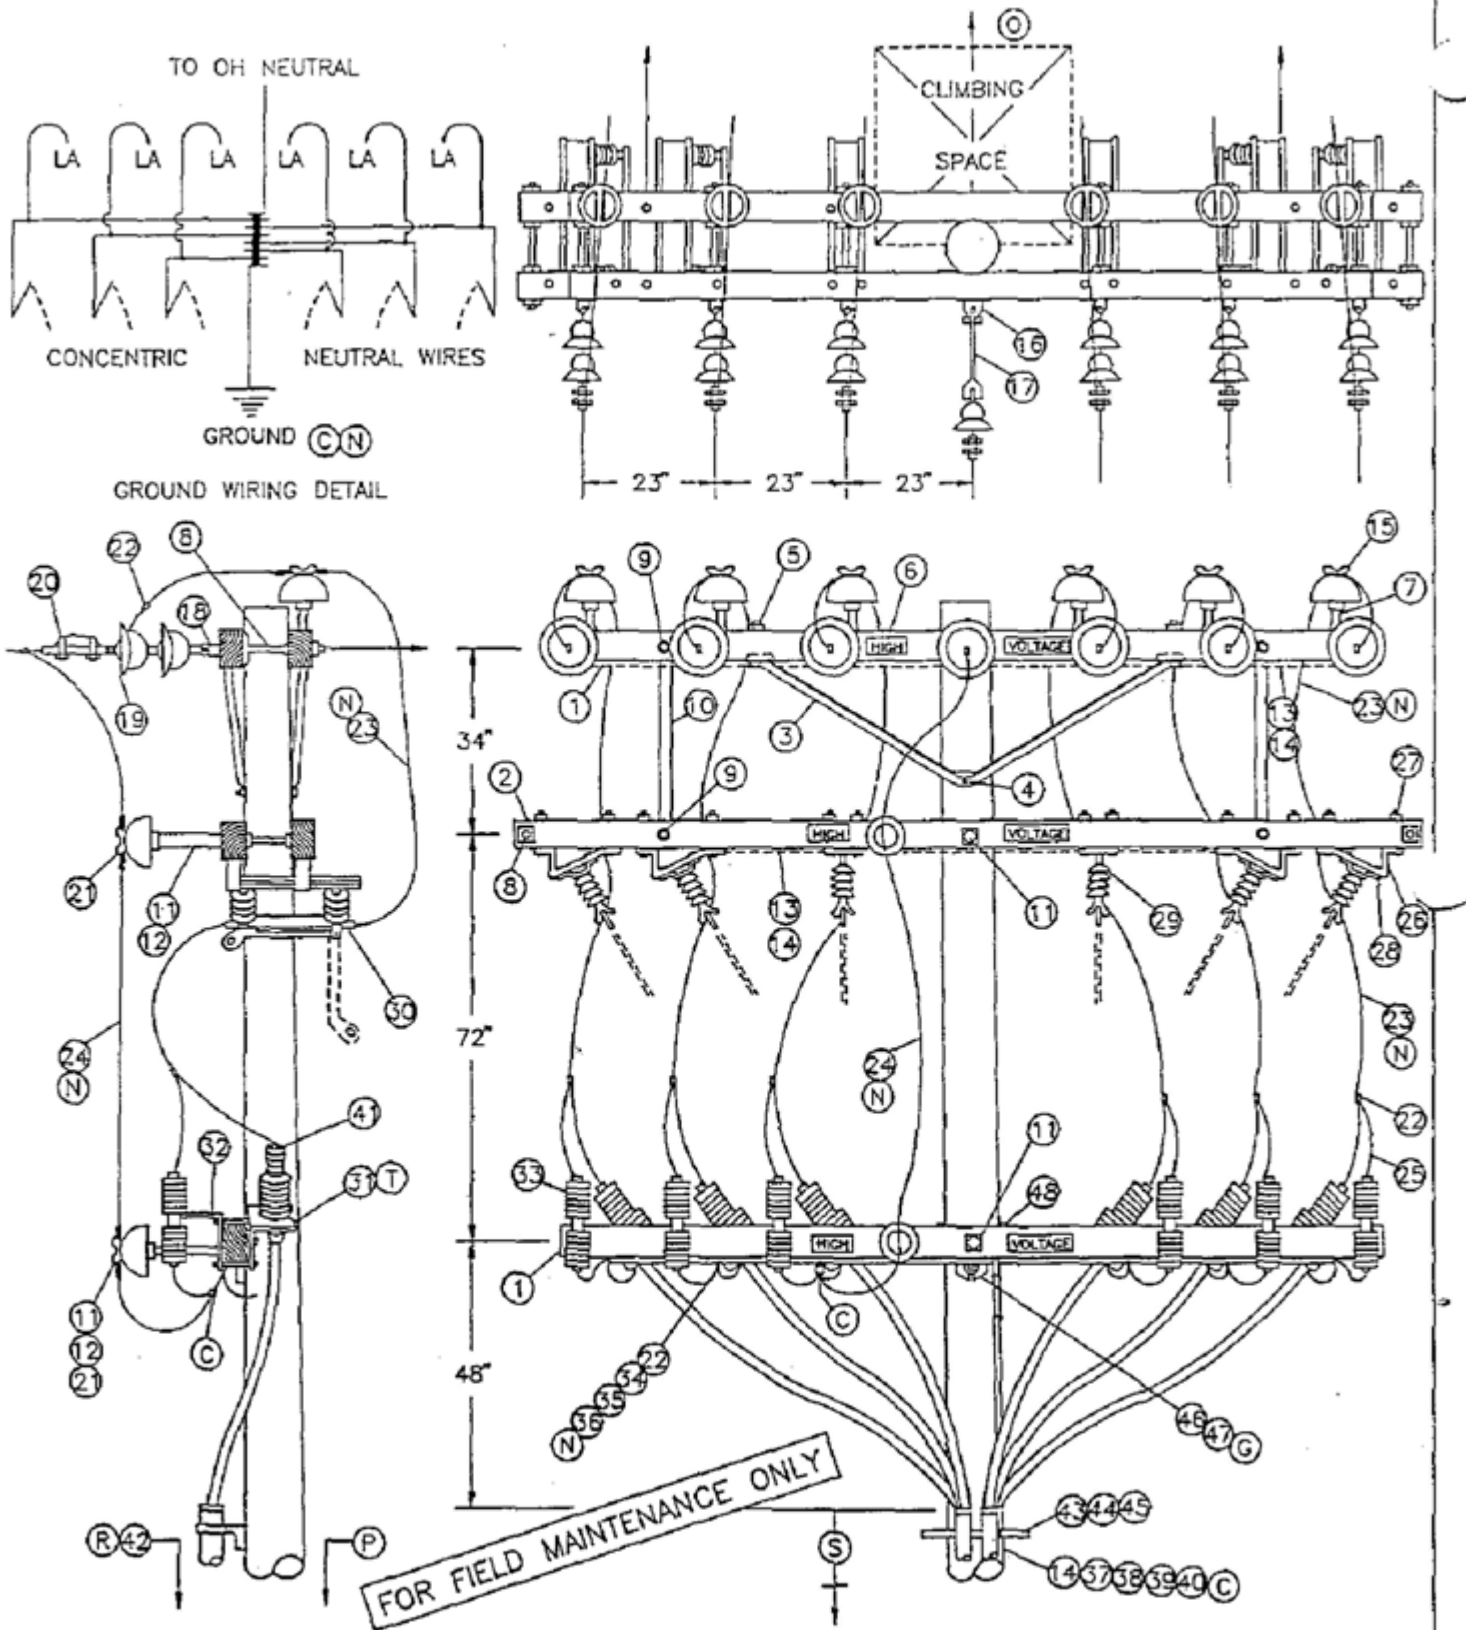 TO OH NEUTRAL
LA LA LA LA LA LA
CONCENTRIC NEUTRAL WIRES
GROUND C N
GROUND WIRING DETAIL
O
CLIMBING
SPACE
16
17
23" 23" 23"
20
22
8
18
19
N
23
21
11
12
24
N
30
41
32
31 T
11
12
21
C
R 42
P
5
9
6
15
7
HIGH VOLTAGE
1
10
3
13
14
23 N
34"
2
9
4
27
HIGH VOLTAGE
8
13
14
11
29
28
26
72"
24
N
23
N
22
25
33
11
48
HIGH VOLTAGE
1
C
48"
N 36 35 34 22
46 47 G
FOR FIELD MAINTENANCE ONLY
S
43 44 45
14 37 38 39 40 C